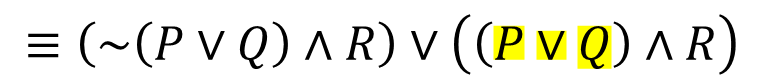 ≡ (~(P ∨ Q) ∧ R) ∨ ((P ∨ Q) ∧ R)